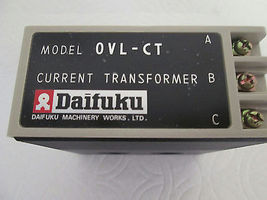 MODEL OVL-CT A
CURRENT TRANSFORMER B
Daifuku
DAIFUKU MACHINERY WORKS. LTD. C